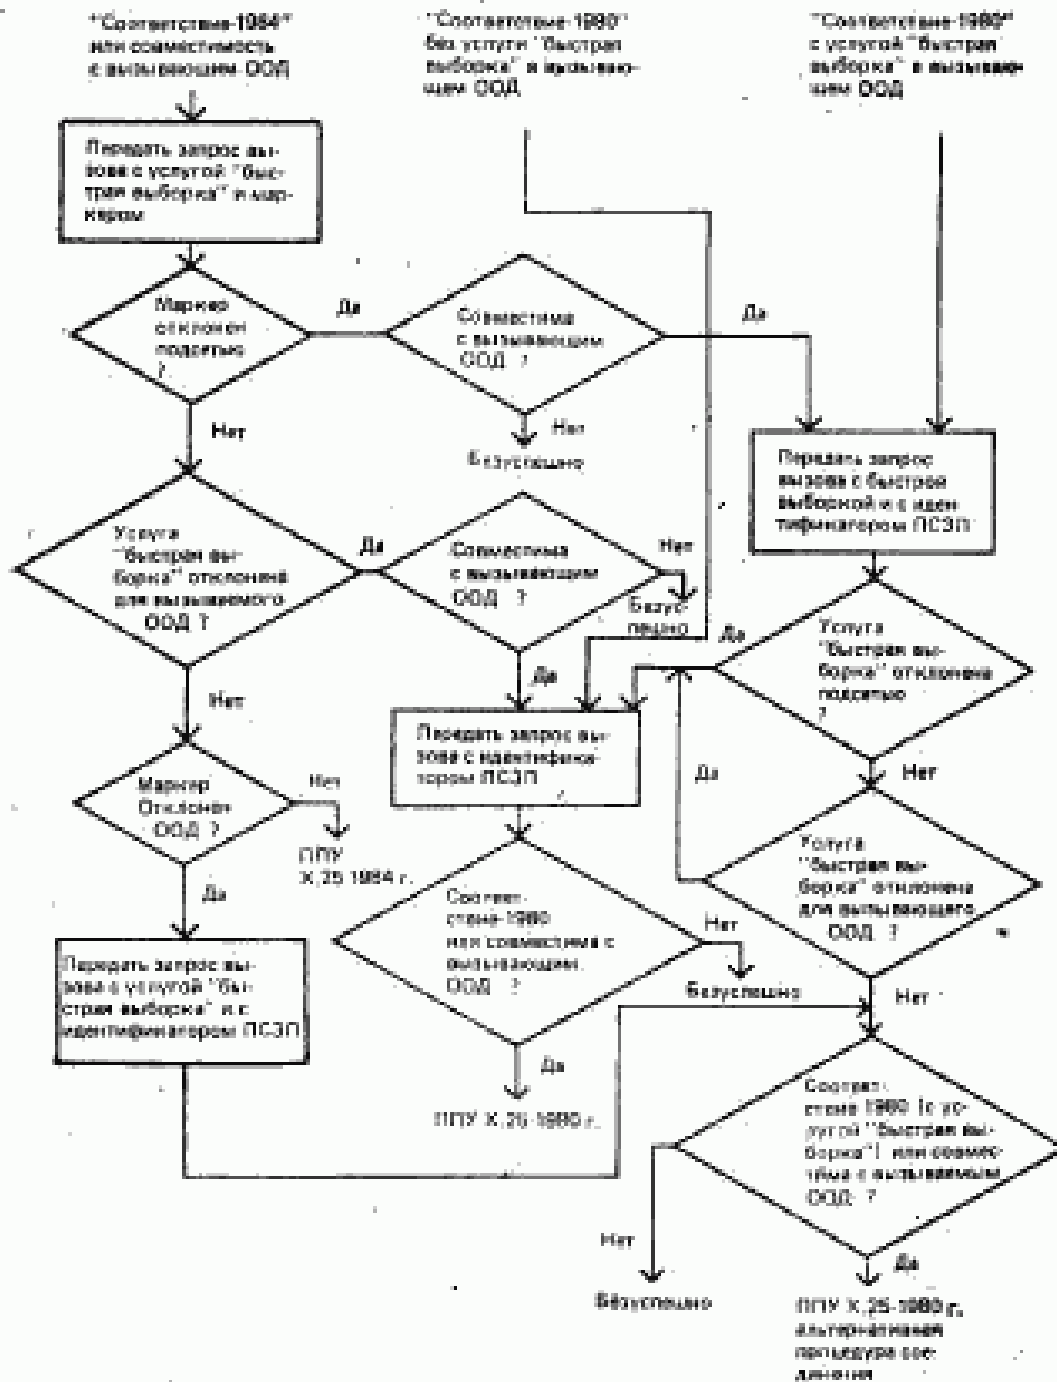 "Соответствие-1984"
или совместимость
с вызывающим ООД
"Соответствие-1980"
без услуги "быстрая
выборка" в вызываю-
щем ООД
"Соответствие-1980"
с услугой "быстрая
выборка" в вызываю-
щем ООД
Передать запрос вы-
зова с услугой "быс-
трая выборка" и мар-
кером
Маркер
отклонен
подсетью
?
Да
Совместима
с вызывающим
ООД ?
Да
Нет
Нет
Безуспешно
Передать запрос
вызова с быстрой
выборкой и с иден-
тификатором ПСЗП
Услуга
"быстрая вы-
борка" отклонена
для вызываемого
ООД ?
Да
Совместима
с вызывающим
ООД ?
Нет
Безус-
пешно
Да
Услуга
"быстрая вы-
борка" отклонена
подсетью
?
Нет
Да
Передать запрос вы-
зова с идентифика-
тором ПСЗП
Да
Нет
Маркер
Отклонен
ООД ?
Нет
ППУ
X.25 1984 г.
Услуга
"быстрая вы-
борка" отклонена
для вызывающего
ООД ?
Да
Соответ-
ствие-1980
или совместима с
вызывающим
ООД ?
Нет
Безуспешно
Нет
Передать запрос вы-
зова с услугой "бы-
страя выборка" и с
идентификатором ПСЗП
Да
ППУ X.25-1980 г.
Соответ-
ствие 1980 (с ус-
лугой "быстрая вы-
борка") или совмес-
тима с вызываемым
ООД ?
Нет
Безуспешно
Да
ППУ X.25-1980 г.,
альтернативная
процедура сое-
динения